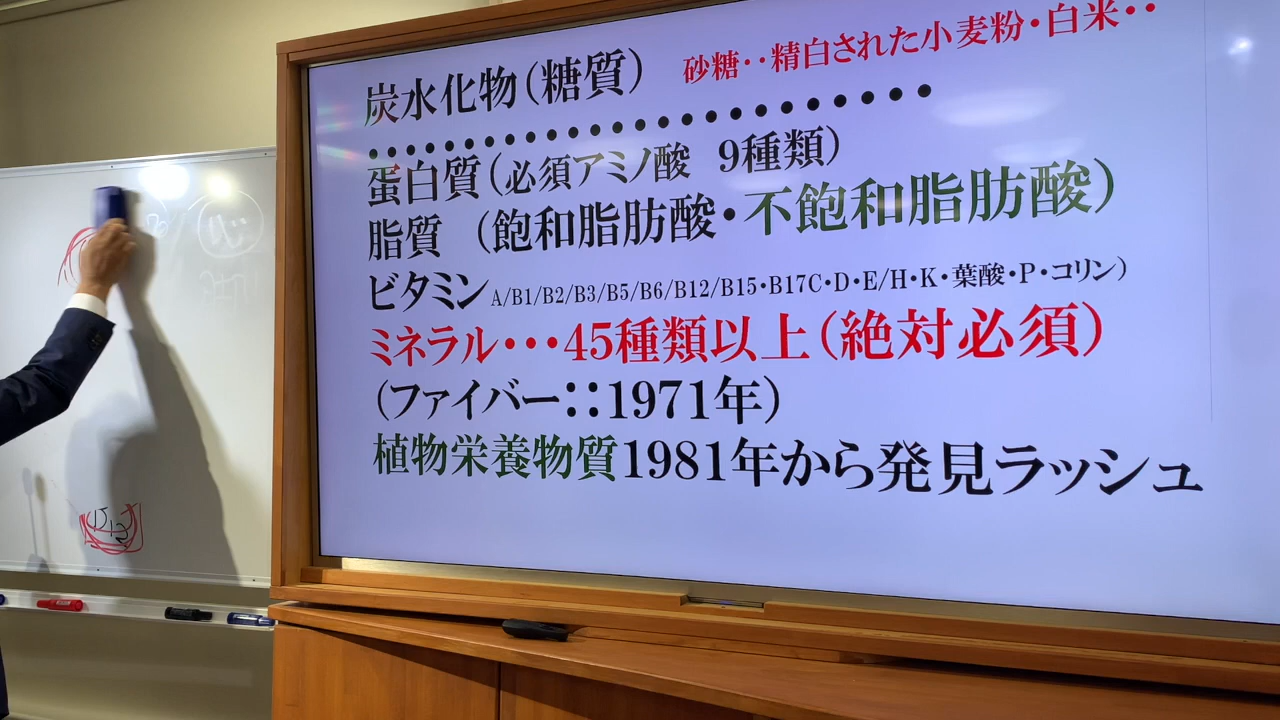 炭水化物(糖質) 砂糖‥精白された小麦粉・白米‥
••••••••••••••••••••••••
蛋白質(必須アミノ酸 9種類)
脂質 (飽和脂肪酸・不飽和脂肪酸)
ビタミンA/B1/B2/B3/B5/B6/B12/B15・B17C・D・E/H・K・葉酸・P・コリン)
ミネラル・・・45種類以上(絶対必須)
(ファイバー::1971年)
植物栄養物質1981年から発見ラッシュ